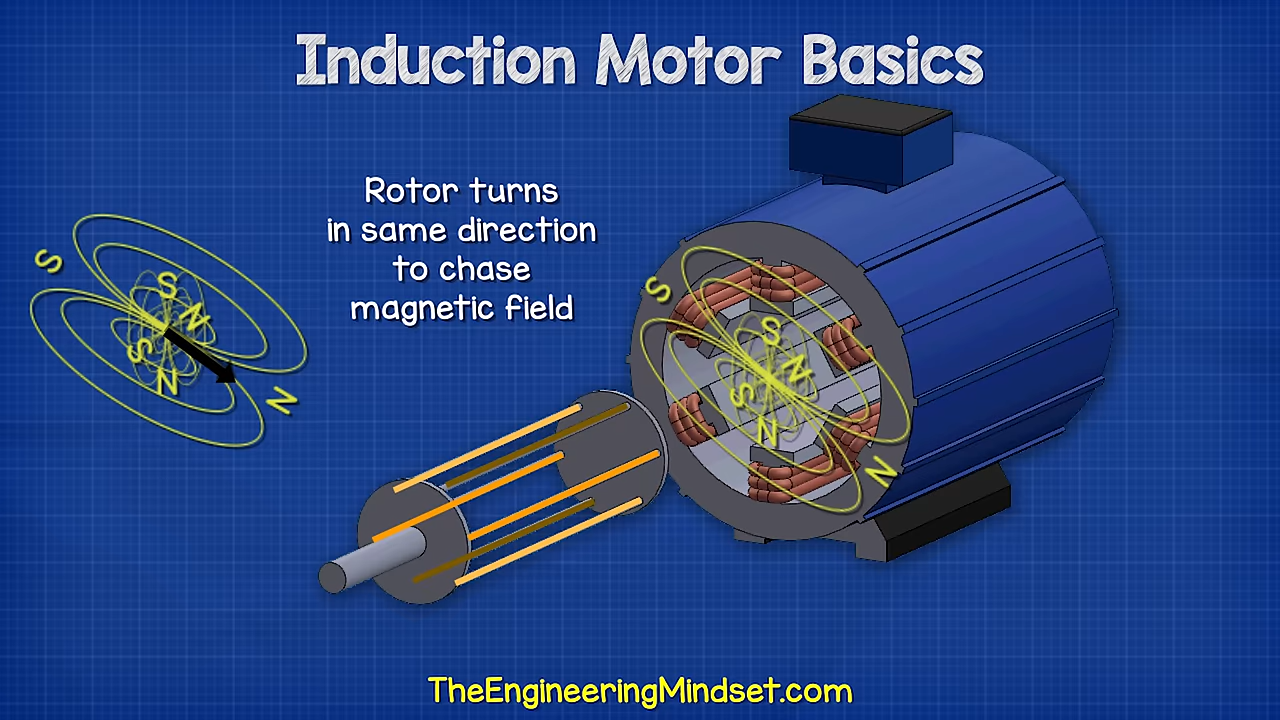 Induction Motor Basics
Rotor turns
in same direction
to chase
magnetic field
S
S
N
S
N
N
S
S
N
S
N
N
TheEngineeringMindset.com